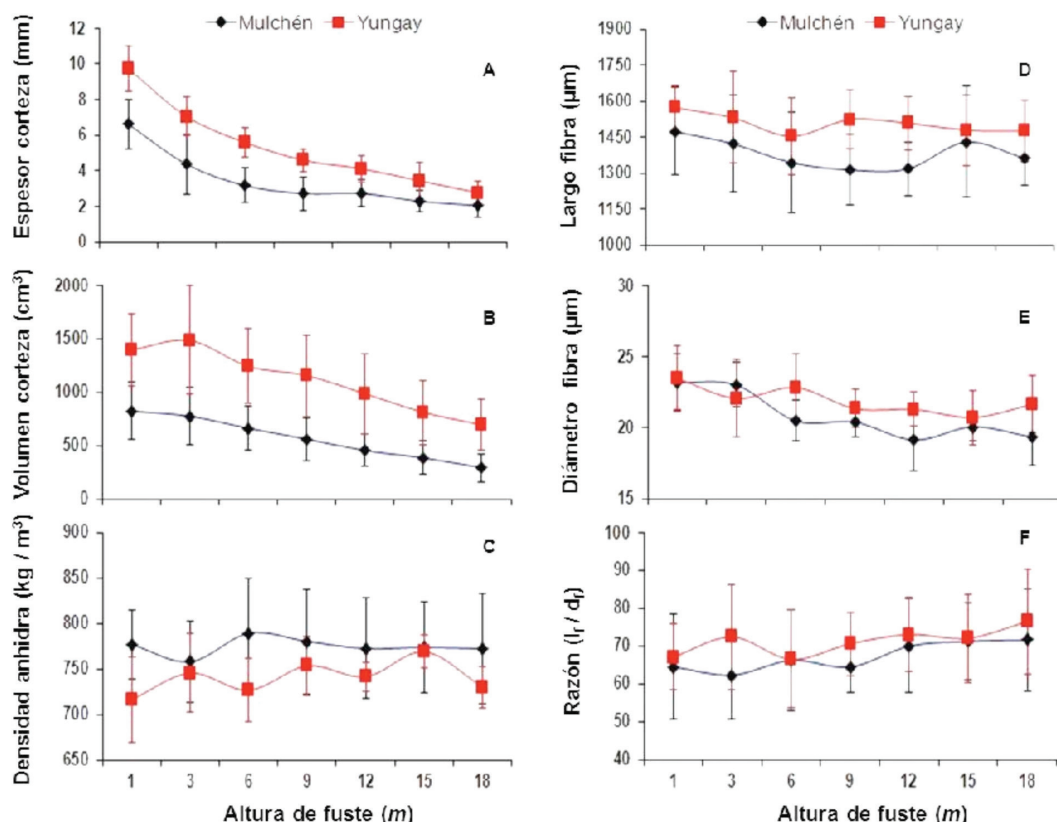 Mulchén Yungay
Espesor corteza (mm)
12
10
8
6
4
2
0
A
Volumen corteza (cm³)
2000
1500
1000
500
0
B
Densidad anhidra (kg / m³)
900
850
800
750
700
650
C
1 3 6 9 12 15 18
Altura de fuste (m)
Mulchén Yungay
Largo fibra (µm)
1900
1750
1600
1450
1300
1150
1000
D
Diámetro fibra (µm)
30
25
20
15
E
Razón (lf / df)
100
90
80
70
60
50
40
F
1 3 6 9 12 15 18
Altura de fuste (m)